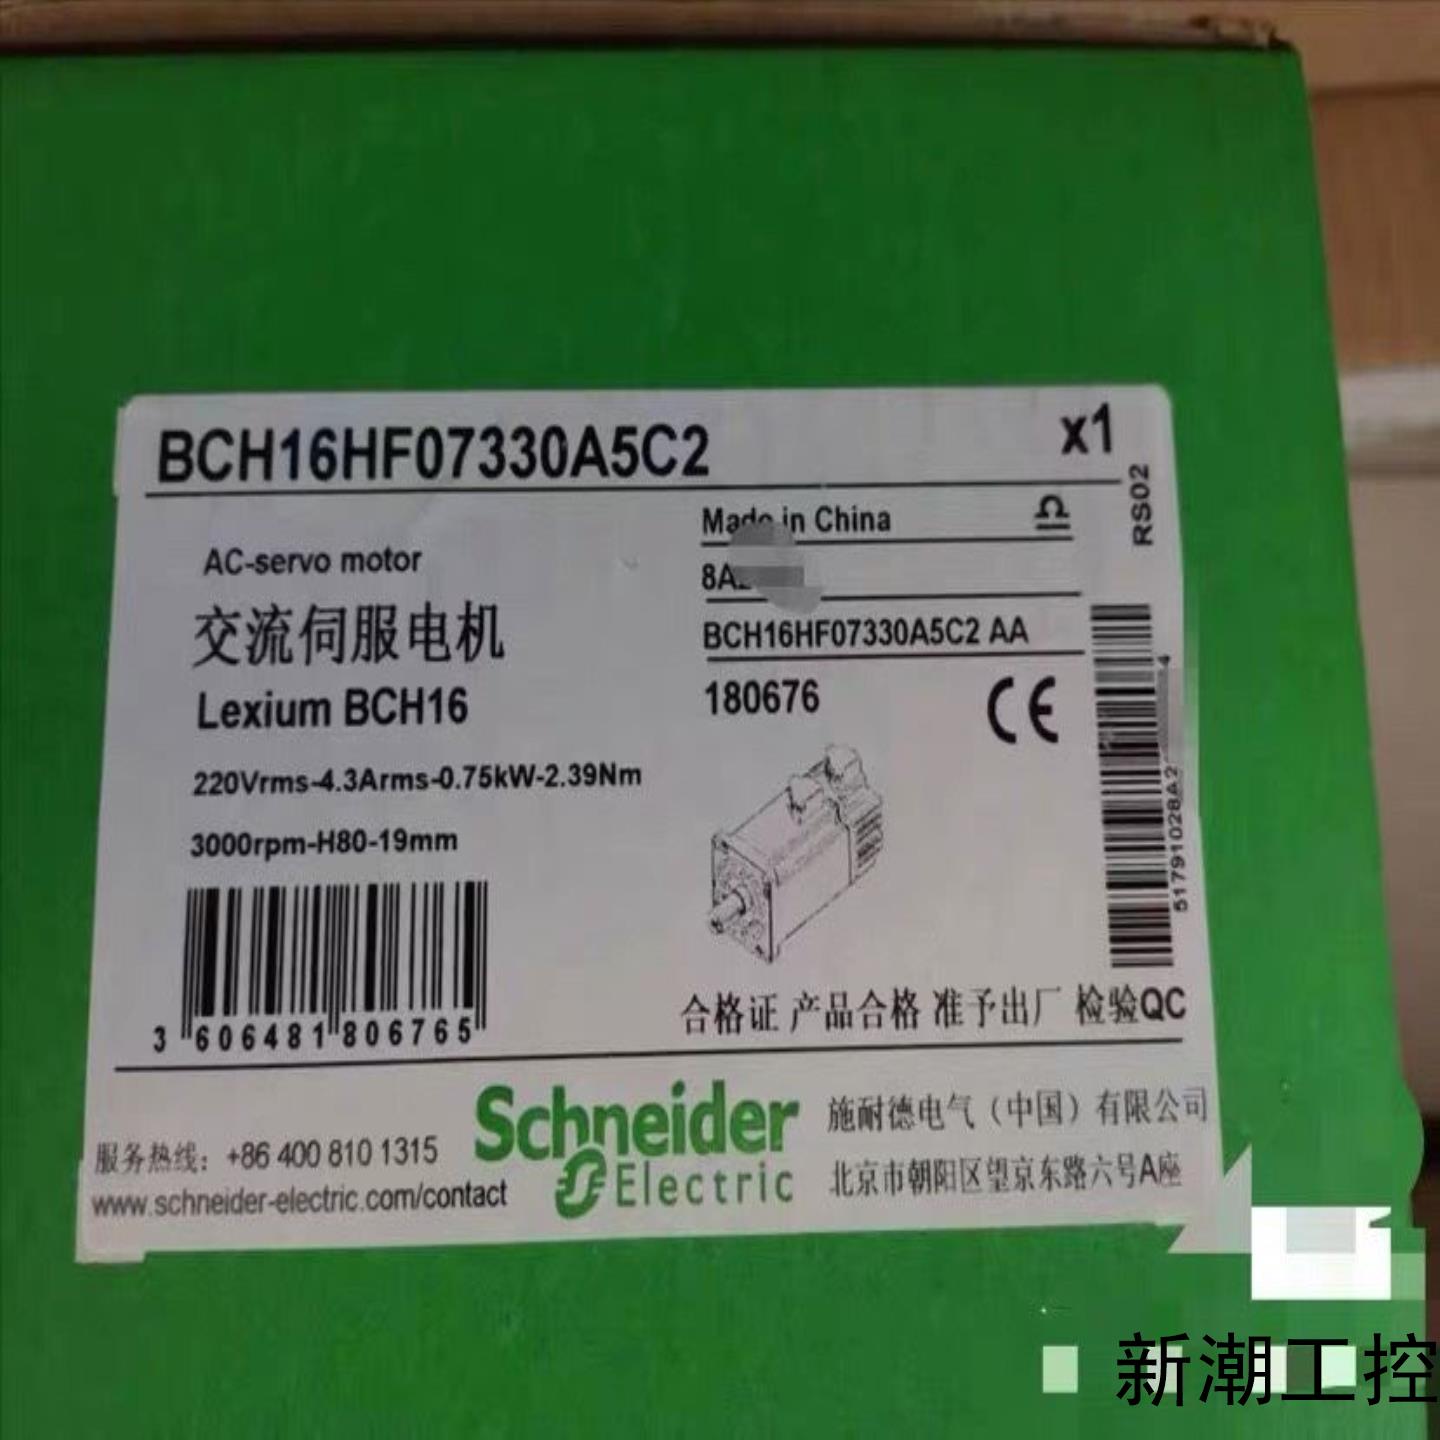 BCH16HF07330A5C2
x1
RS02
AC-servo motor
交流伺服电机
Lexium BCH16
220Vrms-4.3Arms-0.75kW-2.39Nm
3000rpm-H80-19mm
3 606481 806765
Made in China
BCH16HF07330A5C2 AA
180676
CE
合格证 产品合格 准予出厂 检验QC
服务热线：+86 400 810 1315
www.schneider-electric.com/contact
Schneider
Electric
施耐德电气（中国）有限公司
北京市朝阳区望京东路六号A座
新潮工控